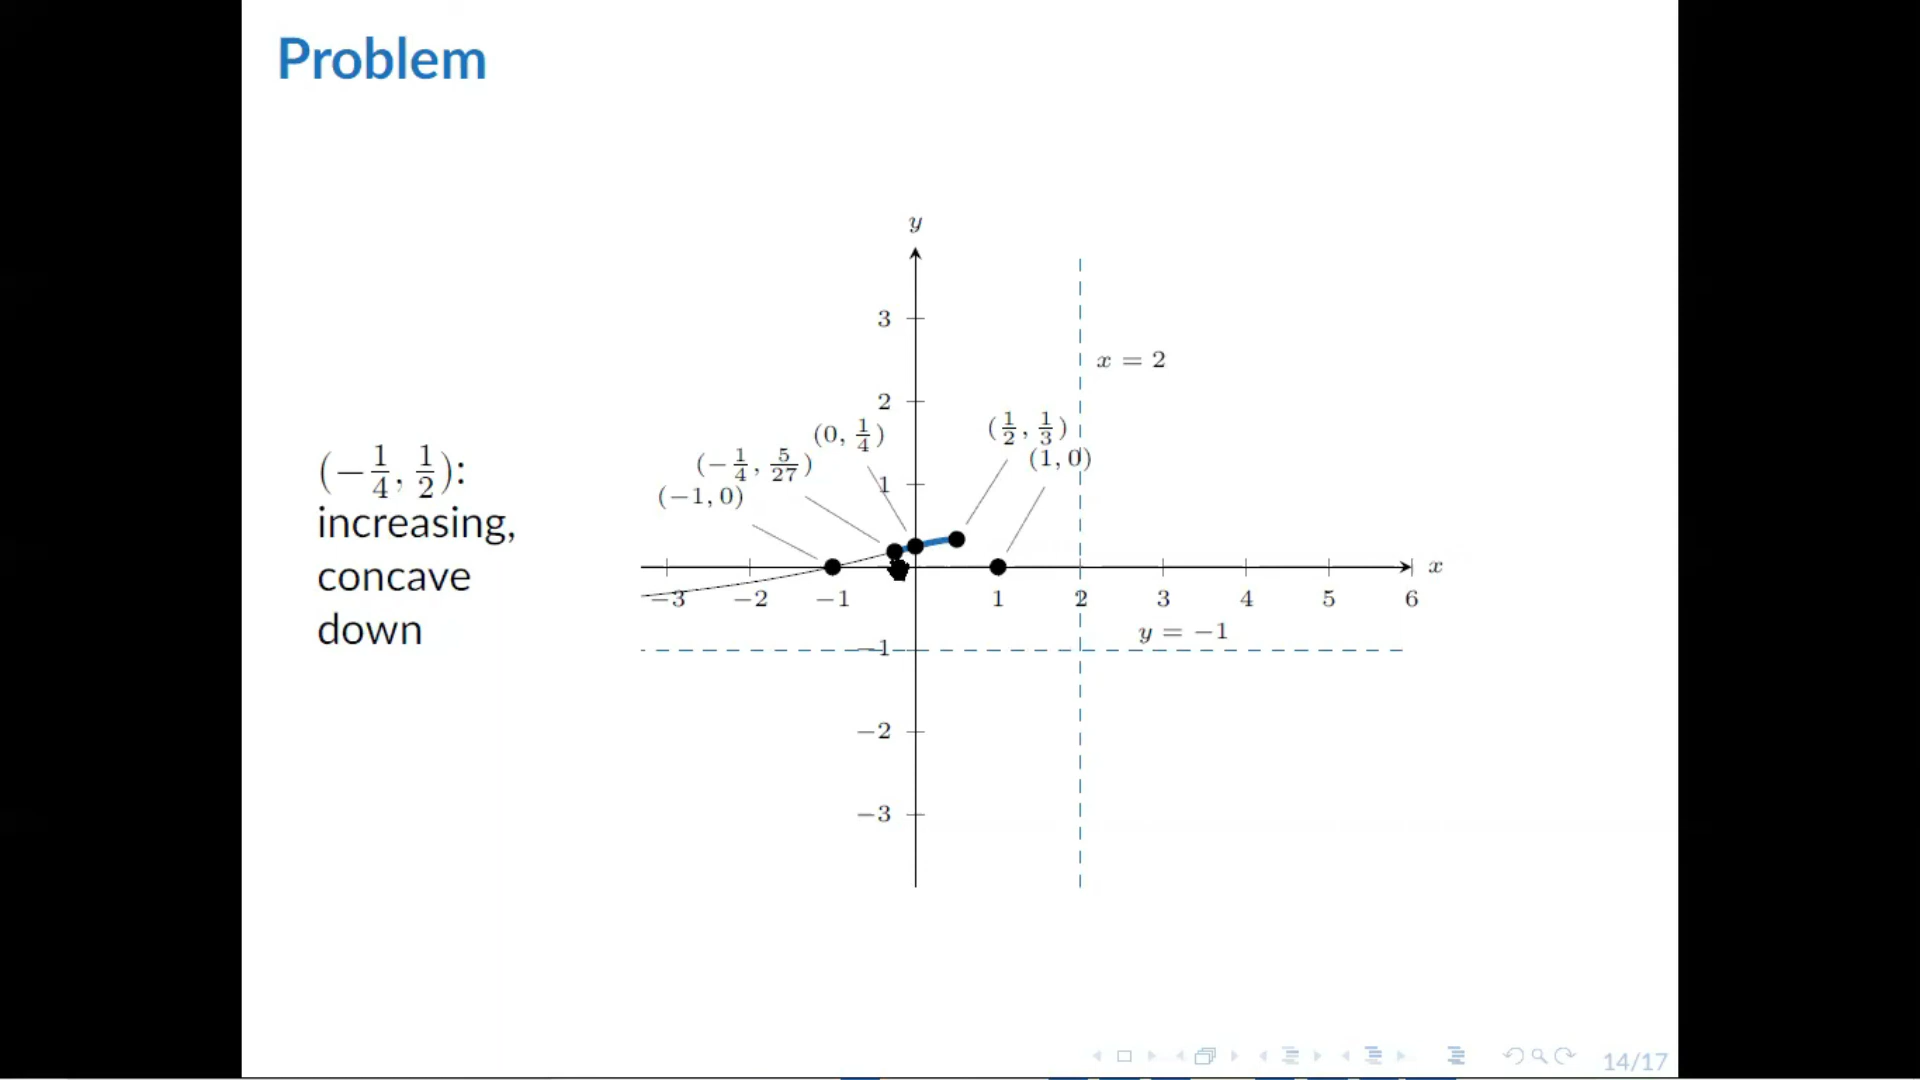 Problem
y
3
x = 2
2
(0, 1/4)
(1/2, 1/3)
(−1/4, 5/27)
(1, 0)
(−1, 0)
1
(−1/4, 1/2):
increasing,
concave
down
x
−3 −2 −1 1 2 3 4 5 6
y = −1
−1
−2
−3
14/17